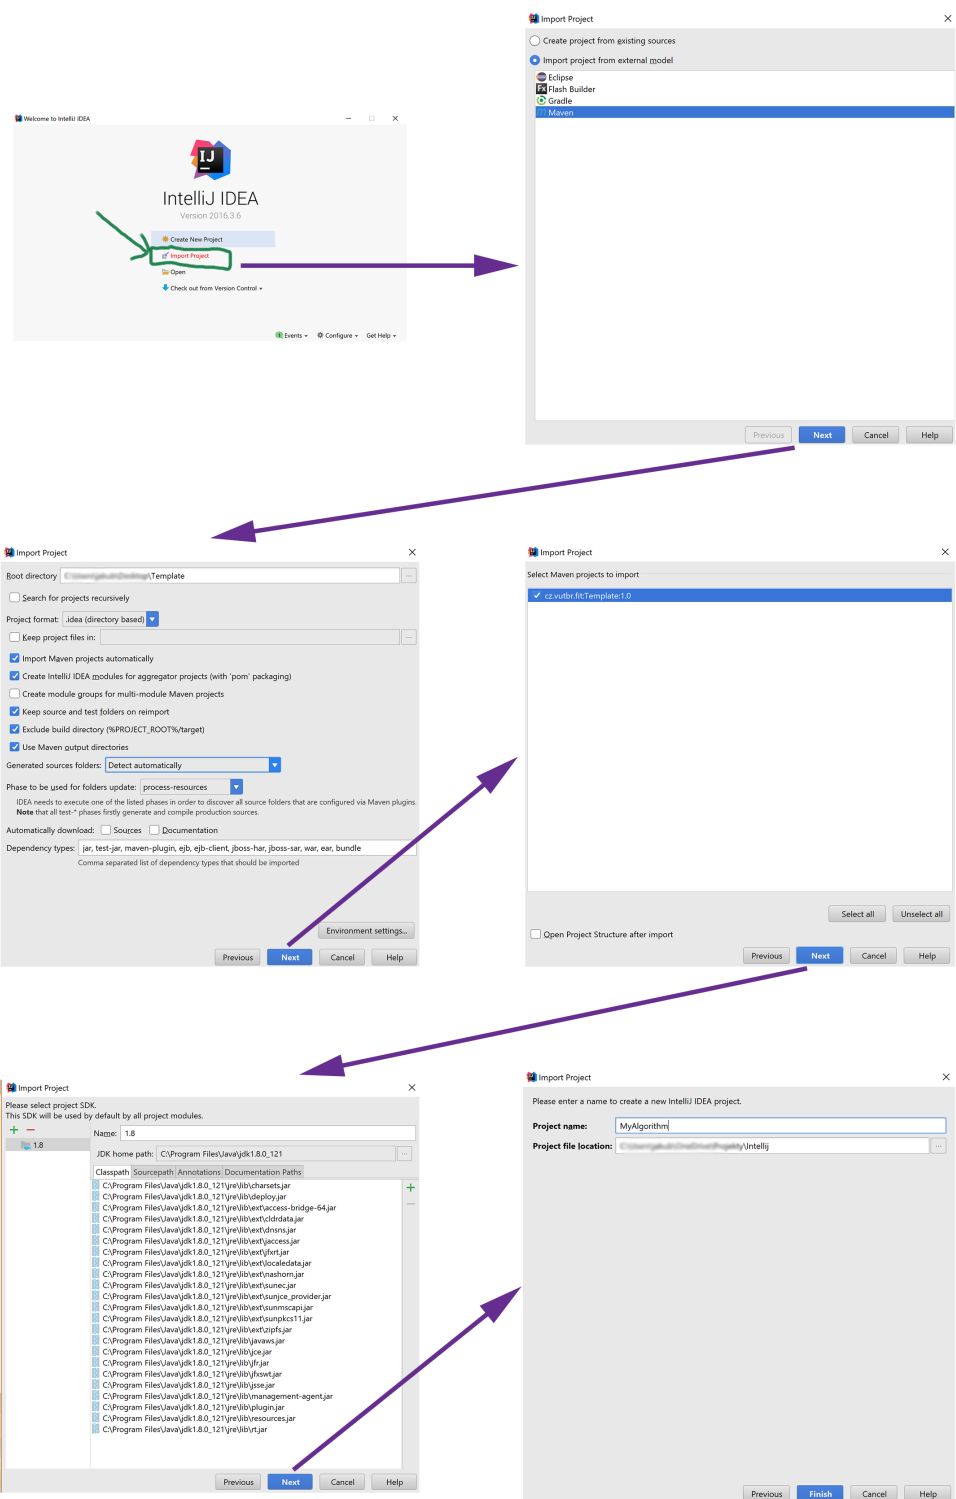 Welcome to IntelliJ IDEA
IJ
IntelliJ IDEA
Version 2016.3.6
Create New Project
Import Project
Open
Check out from Version Control
1 Events
Configure
Get Help
Import Project
Create project from existing sources
Import project from external model
Eclipse
Fx Flash Builder
Gradle
Maven
Previous Next Cancel Help
Import Project
Root directory \Template ...
Search for projects recursively
Project format: .idea (directory based)
Keep project files in: ...
Import Maven projects automatically
Create IntelliJ IDEA modules for aggregator projects (with 'pom' packaging)
Create module groups for multi-module Maven projects
Keep source and test folders on reimport
Exclude build directory (%PROJECT_ROOT%/target)
Use Maven output directories
Generated sources folders: Detect automatically
Phase to be used for folders update: process-resources
IDEA needs to execute one of the listed phases in order to discover all source folders that are configured via Maven plugins.
Note that all test-* phases firstly generate and compile production sources.
Automatically download: Sources Documentation
Dependency types: jar, test-jar, maven-plugin, ejb, ejb-client, jboss-har, jboss-sar, war, ear, bundle
Comma separated list of dependency types that should be imported
Environment settings...
Previous Next Cancel Help
Import Project
Select Maven projects to import
cz.vutbr.fit:Template:1.0
Select all Unselect all
Open Project Structure after import
Previous Next Cancel Help
Import Project
Please select project SDK.
This SDK will be used by default by all project modules.
1.8
Name: 1.8
JDK home path: C:\Program Files\Java\jdk1.8.0_121 ...
Classpath Sourcepath Annotations Documentation Paths
C:\Program Files\Java\jdk1.8.0_121\jre\lib\charsets.jar
C:\Program Files\Java\jdk1.8.0_121\jre\lib\deploy.jar
C:\Program Files\Java\jdk1.8.0_121\jre\lib\ext\access-bridge-64.jar
C:\Program Files\Java\jdk1.8.0_121\jre\lib\ext\cldrdata.jar
C:\Program Files\Java\jdk1.8.0_121\jre\lib\ext\dnsns.jar
C:\Program Files\Java\jdk1.8.0_121\jre\lib\ext\jaccess.jar
C:\Program Files\Java\jdk1.8.0_121\jre\lib\ext\jfxrt.jar
C:\Program Files\Java\jdk1.8.0_121\jre\lib\ext\localedata.jar
C:\Program Files\Java\jdk1.8.0_121\jre\lib\ext\nashorn.jar
C:\Program Files\Java\jdk1.8.0_121\jre\lib\ext\sunec.jar
C:\Program Files\Java\jdk1.8.0_121\jre\lib\ext\sunjce_provider.jar
C:\Program Files\Java\jdk1.8.0_121\jre\lib\ext\sunmscapi.jar
C:\Program Files\Java\jdk1.8.0_121\jre\lib\ext\sunpkcs11.jar
C:\Program Files\Java\jdk1.8.0_121\jre\lib\ext\zipfs.jar
C:\Program Files\Java\jdk1.8.0_121\jre\lib\javaws.jar
C:\Program Files\Java\jdk1.8.0_121\jre\lib\jce.jar
C:\Program Files\Java\jdk1.8.0_121\jre\lib\jfr.jar
C:\Program Files\Java\jdk1.8.0_121\jre\lib\jfxswt.jar
C:\Program Files\Java\jdk1.8.0_121\jre\lib\jsse.jar
C:\Program Files\Java\jdk1.8.0_121\jre\lib\management-agent.jar
C:\Program Files\Java\jdk1.8.0_121\jre\lib\plugin.jar
C:\Program Files\Java\jdk1.8.0_121\jre\lib\resources.jar
C:\Program Files\Java\jdk1.8.0_121\jre\lib\rt.jar
Previous Next Cancel Help
Import Project
Please enter a name to create a new IntelliJ IDEA project.
Project name: MyAlgorithm
Project file location: \Intellij ...
Previous Finish Cancel Help